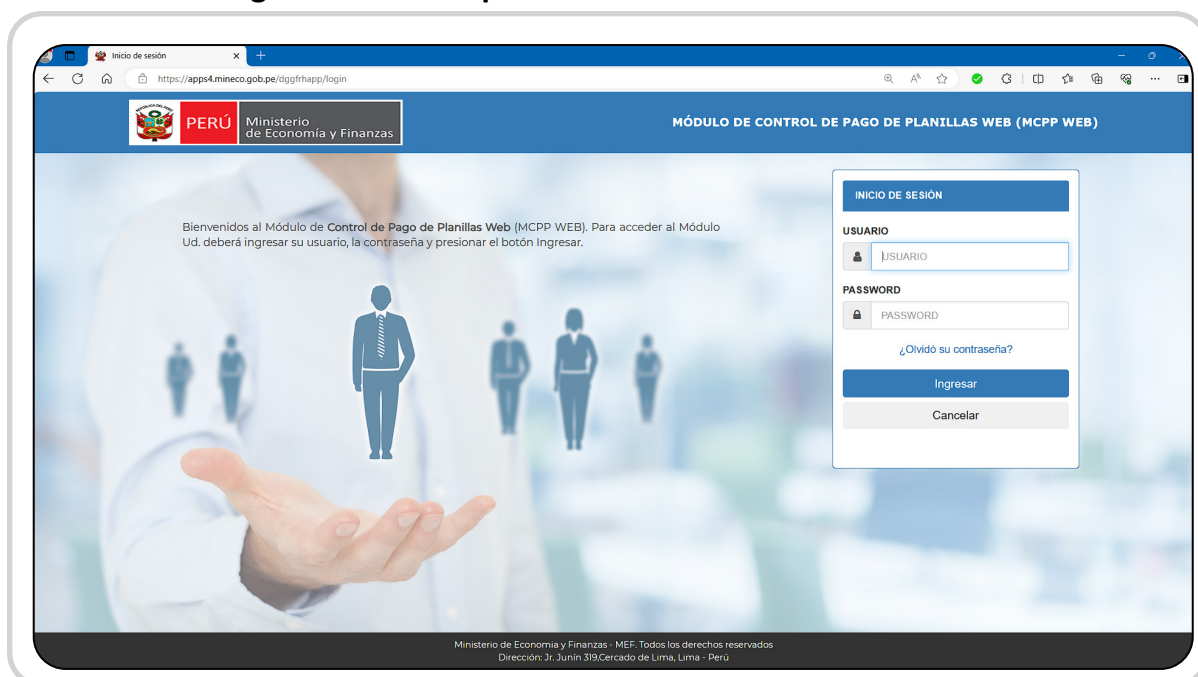 Inicio de sesión
https://apps4.mineco.gob.pe/dggfrhapp/login
PERÚ
Ministerio
de Economía y Finanzas
MÓDULO DE CONTROL DE PAGO DE PLANILLAS WEB (MCPP WEB)
Bienvenidos al Módulo de Control de Pago de Planillas Web (MCPP WEB). Para acceder al Módulo
Ud. deberá ingresar su usuario, la contraseña y presionar el botón Ingresar.
INICIO DE SESIÓN
USUARIO
USUARIO
PASSWORD
PASSWORD
¿Olvidó su contraseña?
Ingresar
Cancelar
Ministerio de Economia y Finanzas - MEF. Todos los derechos reservados
Dirección: Jr. Junín 319,Cercado de Lima, Lima - Perú